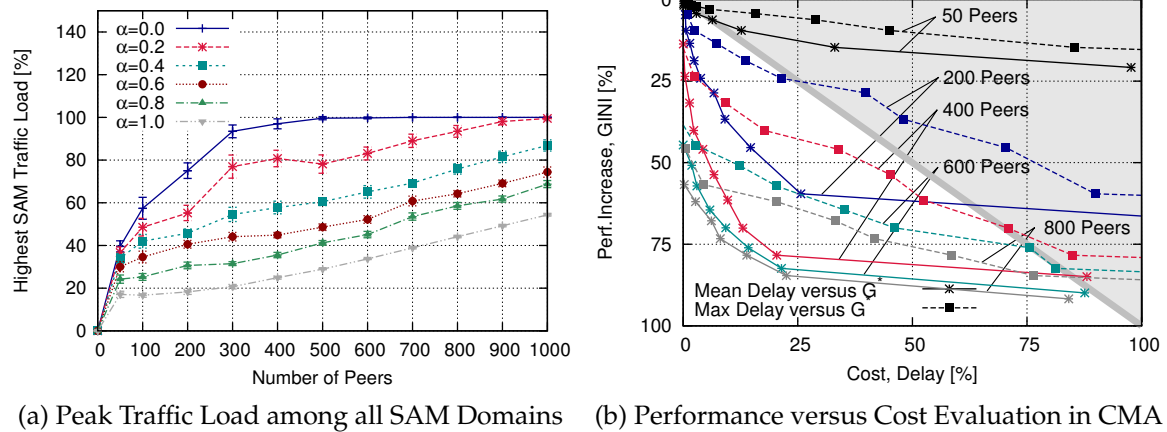 Highest SAM Traffic Load [%]
140
120
100
80
60
40
20
0
α=0.0
α=0.2
α=0.4
α=0.6
α=0.8
α=1.0
0 100 200 300 400 500 600 700 800 900 1000
Number of Peers
(a) Peak Traffic Load among all SAM Domains
Perf. Increase, GINI [%]
0
25
50
75
100
50 Peers
200 Peers
400 Peers
600 Peers
800 Peers
Mean Delay versus G*
Max Delay versus G*
0 25 50 75 100
Cost, Delay [%]
(b) Performance versus Cost Evaluation in CMA